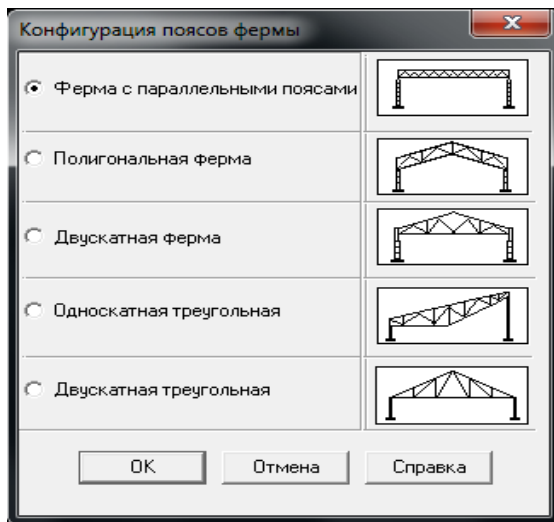 Конфигурация поясов фермы
Ферма с параллельными поясами
Полигональная ферма
Двускатная ферма
Односкатная треугольная
Двускатная треугольная
OK
Отмена
Справка